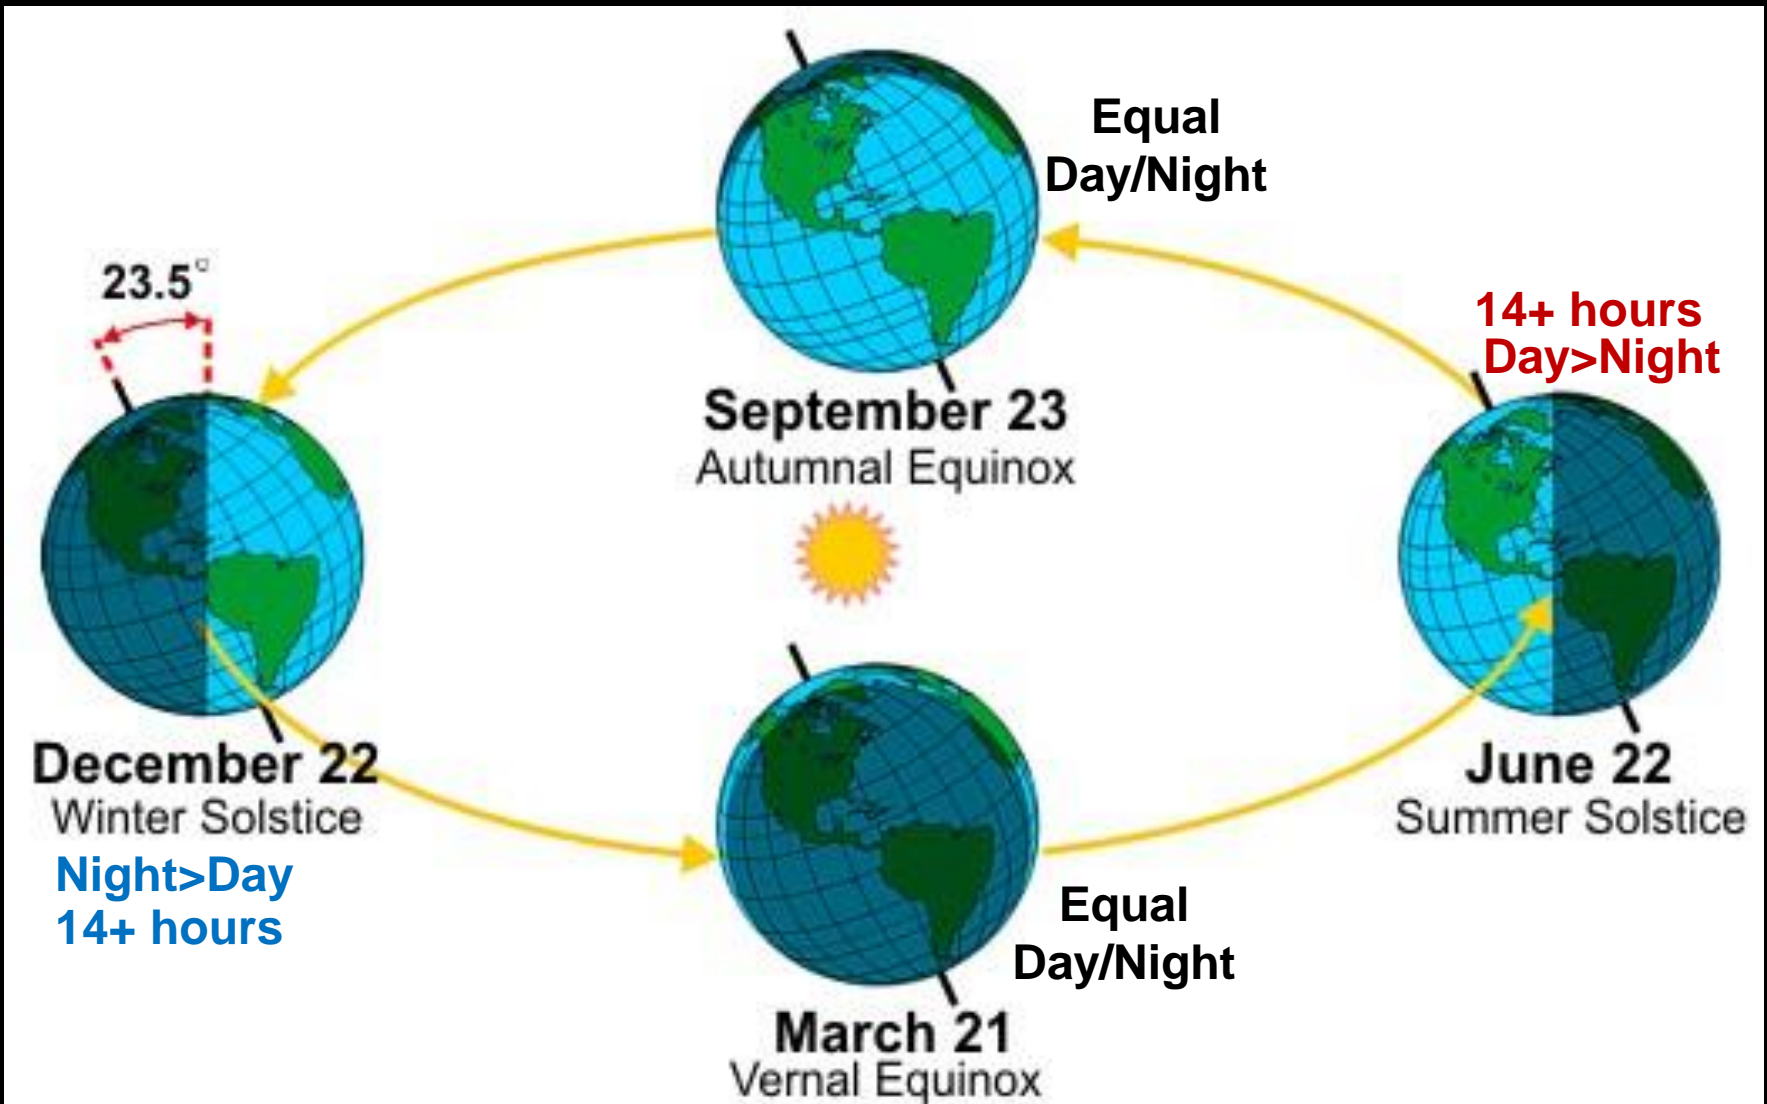 Equal
Day/Night
September 23
Autumnal Equinox
23.5°
14+ hours
Day>Night
December 22
Winter Solstice
Night>Day
14+ hours
June 22
Summer Solstice
Equal
Day/Night
March 21
Vernal Equinox